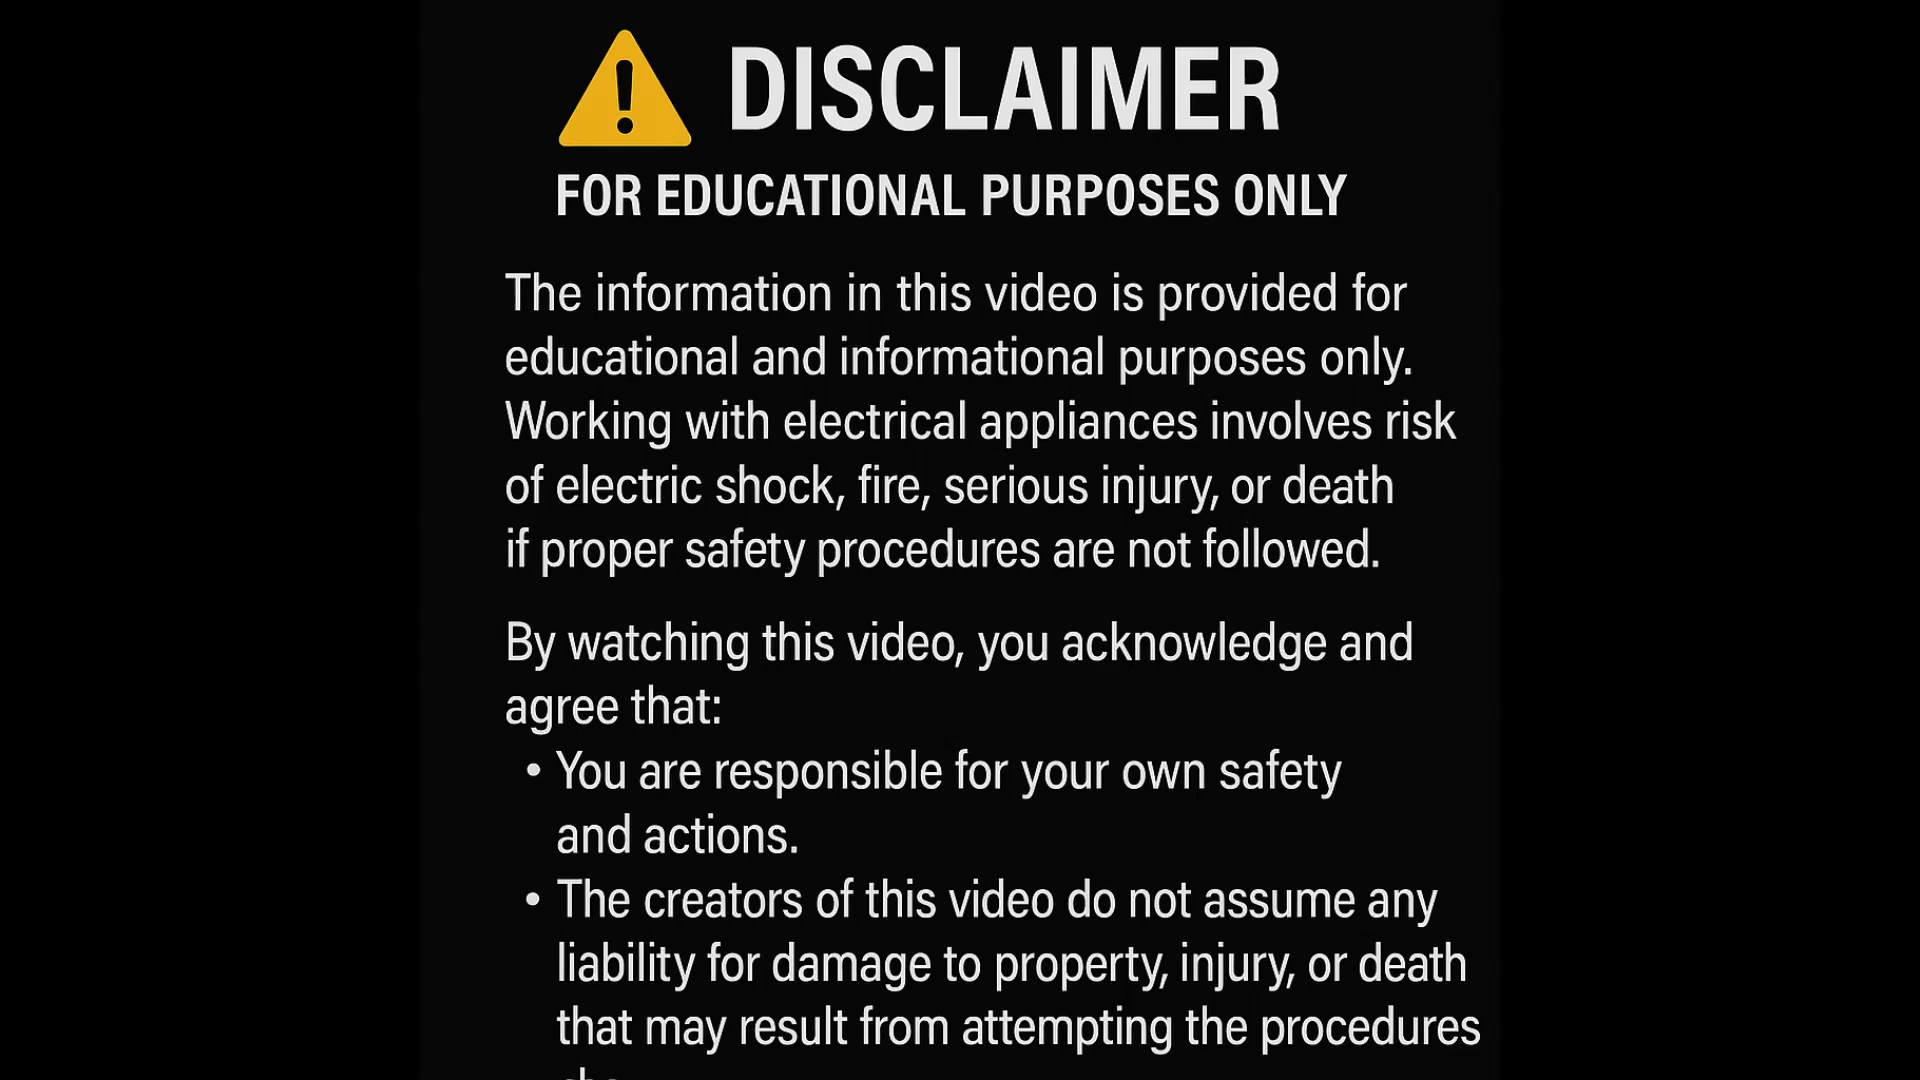 DISCLAIMER
FOR EDUCATIONAL PURPOSES ONLY
The information in this video is provided for
educational and informational purposes only.
Working with electrical appliances involves risk
of electric shock, fire, serious injury, or death
if proper safety procedures are not followed.
By watching this video, you acknowledge and
agree that:
• You are responsible for your own safety
and actions.
• The creators of this video do not assume any
liability for damage to property, injury, or death
that may result from attempting the procedures